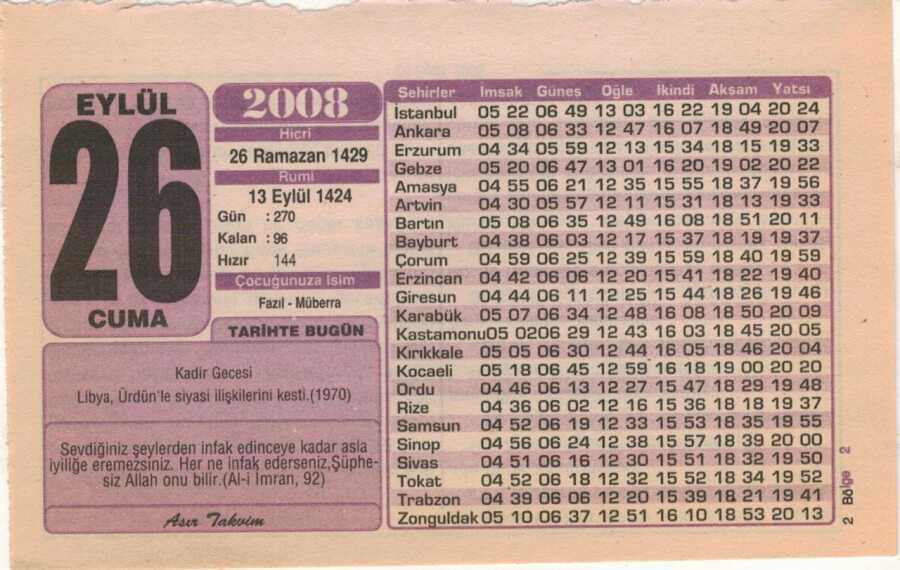 EYLÜL
26
CUMA
2008
Hicri
26 Ramazan 1429
Rumi
13 Eylül 1424
Gün : 270
Kalan : 96
Hızır 144
Çocuğunuza İsim
Fazıl - Müberra
TARİHTE BUGÜN
Kadir Gecesi
Libya, Ürdün'le siyasi ilişkilerini kesti.(1970)
Sevdiğiniz şeylerden infak edinceye kadar asla
iyiliğe eremezsiniz. Her ne infak ederseniz,Şüphe-
siz Allah onu bilir.(Al-i İmran, 92)
Asır Takvim
Şehirler İmsak Güneş Öğle İkindi Akşam Yatsı
İstanbul 05 22 06 49 13 03 16 22 19 04 20 24
Ankara 05 08 06 33 12 47 16 07 18 49 20 07
Erzurum 04 34 05 59 12 13 15 34 18 15 19 33
Gebze 05 20 06 47 13 01 16 20 19 02 20 22
Amasya 04 55 06 21 12 35 15 55 18 37 19 56
Artvin 04 30 05 57 12 11 15 31 18 13 19 33
Bartın 05 08 06 35 12 49 16 08 18 51 20 11
Bayburt 04 38 06 03 12 17 15 37 18 19 19 37
Çorum 04 59 06 25 12 39 15 59 18 40 19 59
Erzincan 04 42 06 06 12 20 15 41 18 22 19 40
Giresun 04 44 06 11 12 25 15 44 18 26 19 46
Karabük 05 07 06 34 12 48 16 08 18 50 20 09
Kastamonu05 0206 29 12 43 16 03 18 45 20 05
Kırıkkale 05 05 06 30 12 44 16 05 18 46 20 04
Kocaeli 05 18 06 45 12 59 16 18 19 00 20 20
Ordu 04 46 06 13 12 27 15 47 18 29 19 48
Rize 04 36 06 02 12 16 15 36 18 18 19 37
Samsun 04 52 06 19 12 33 15 53 18 35 19 55
Sinop 04 56 06 24 12 38 15 57 18 39 20 00
Sivas 04 51 06 16 12 30 15 51 18 32 19 50
Tokat 04 52 06 18 12 32 15 52 18 34 19 52
Trabzon 04 39 06 06 12 20 15 39 18 21 19 41
Zonguldak 05 10 06 37 12 51 16 10 18 53 20 13
2 Bölge 2